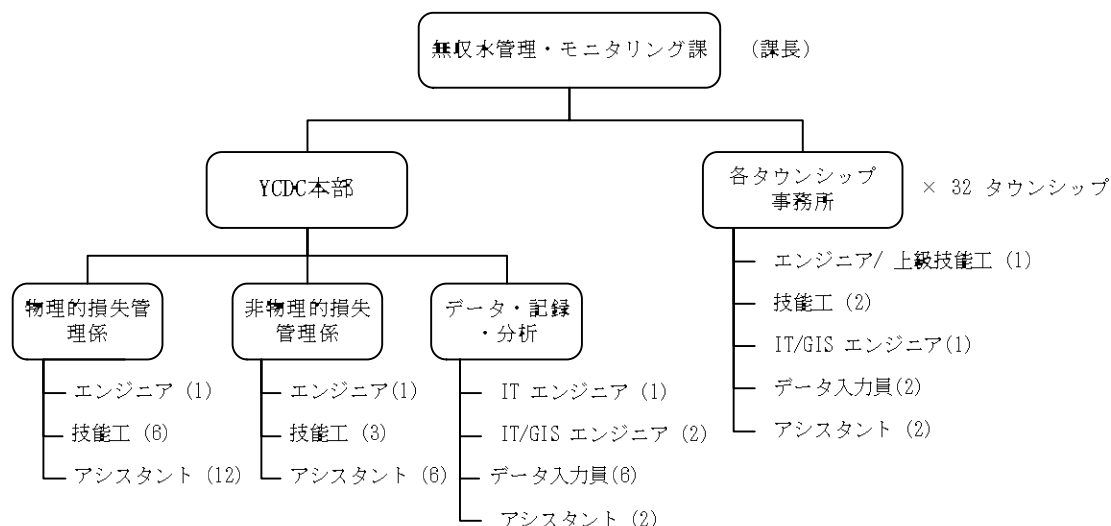 無収水管理・モニタリング課 (課長)
YCDC本部
各タウンシップ
事務所
× 32 タウンシップ
物理的損失管
理係
エンジニア (1)
技能工 (6)
アシスタント (12)
非物理的損失
管理係
エンジニア(1)
技能工 (3)
アシスタント (6)
データ・記録
・分析
IT エンジニア (1)
IT/GIS エンジニア (2)
データ入力員(6)
アシスタント (2)
エンジニア/ 上級技能工 (1)
技能工 (2)
IT/GIS エンジニア(1)
データ入力員(2)
アシスタント (2)